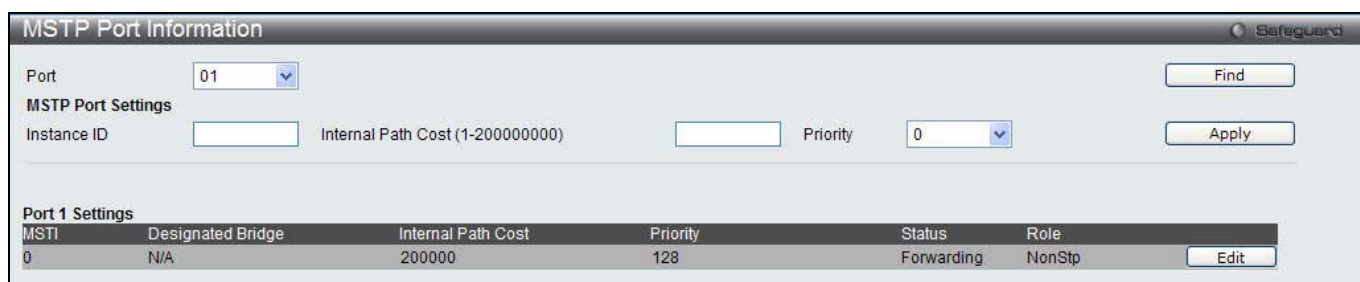 MSTP Port Information Safeguard
Port 01 Find
MSTP Port Settings
Instance ID Internal Path Cost (1-200000000) Priority 0 Apply
Port 1 Settings
MSTI Designated Bridge Internal Path Cost Priority Status Role
0 N/A 200000 128 Forwarding NonStp Edit